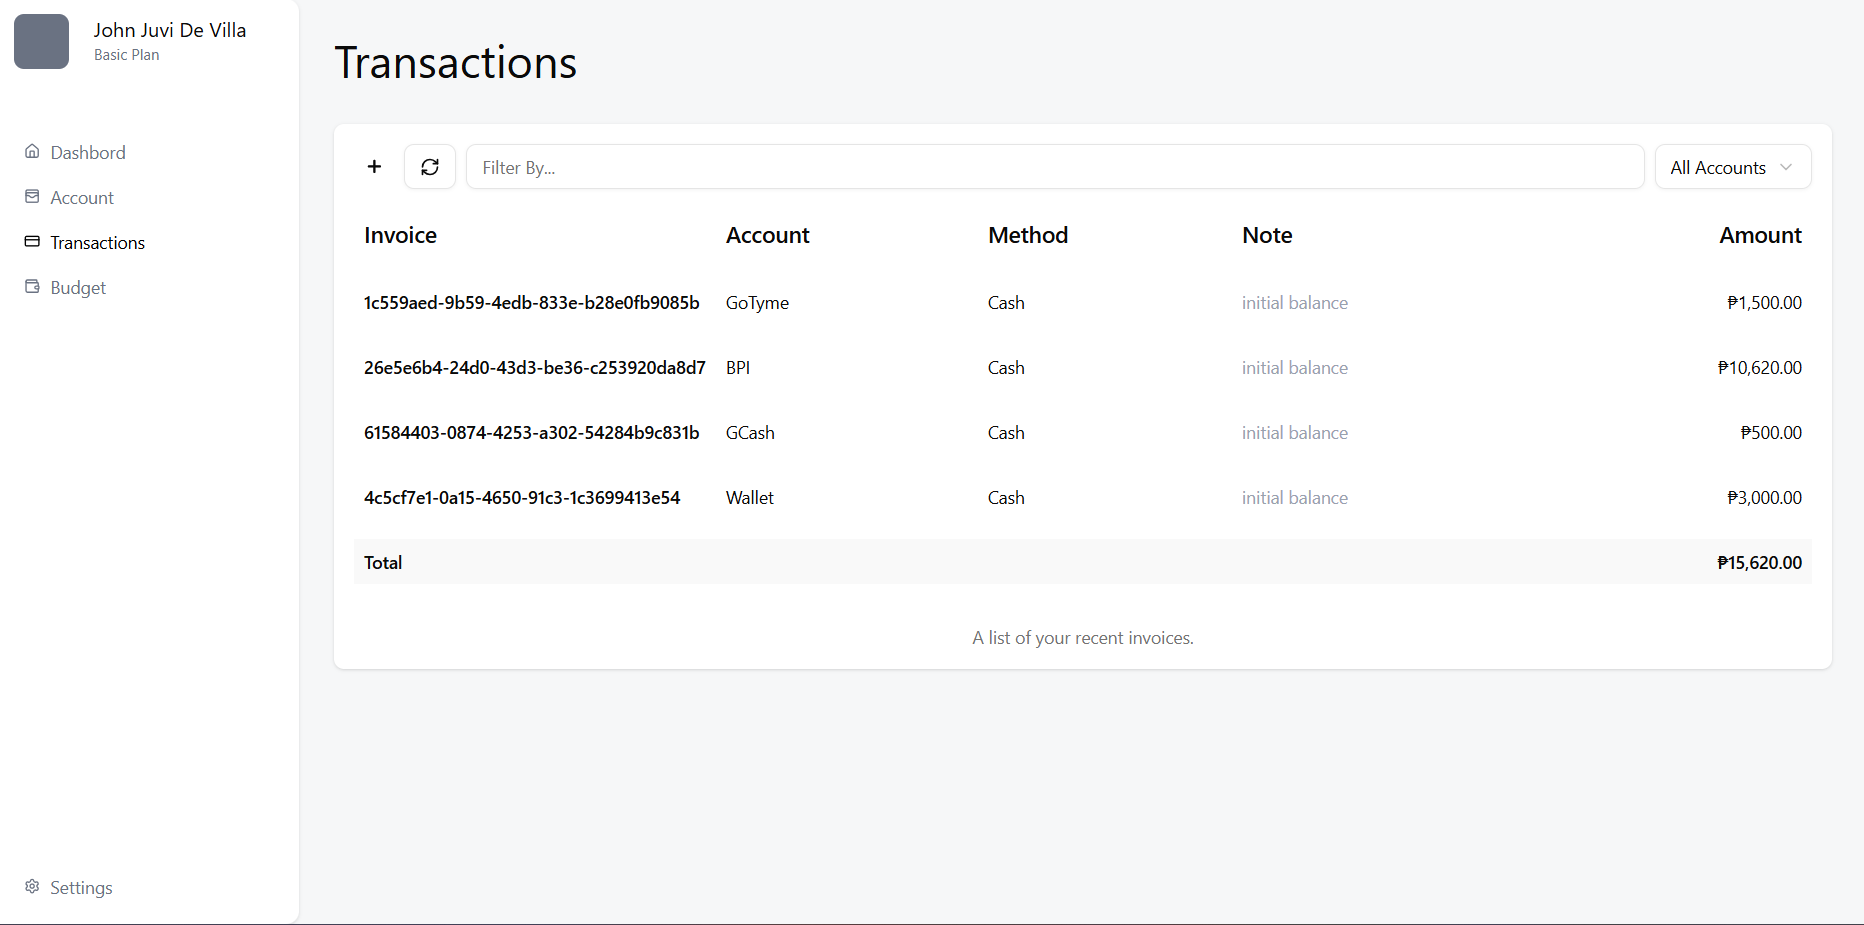 John Juvi De Villa
Basic Plan
Dashbord
Account
Transactions
Budget
Settings
Transactions
Filter By...
All Accounts
Invoice Account Method Note Amount
1c559aed-9b59-4edb-833e-b28e0fb9085b GoTyme Cash initial balance ₱1,500.00
26e5e6b4-24d0-43d3-be36-c253920da8d7 BPI Cash initial balance ₱10,620.00
61584403-0874-4253-a302-54284b9c831b GCash Cash initial balance ₱500.00
4c5cf7e1-0a15-4650-91c3-1c3699413e54 Wallet Cash initial balance ₱3,000.00
Total ₱15,620.00
A list of your recent invoices.